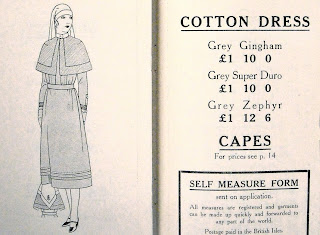 COTTON DRESS
Grey Gingham
£1 10 0
Grey Super Duro
£1 10 0
Grey Zephyr
£1 12 6
CAPES
For prices see p. 14
SELF MEASURE FORM
sent on application.
All measures are registered and garments
can be made up quickly and forwarded to
any part of the world.
Postage paid in the British Isles.